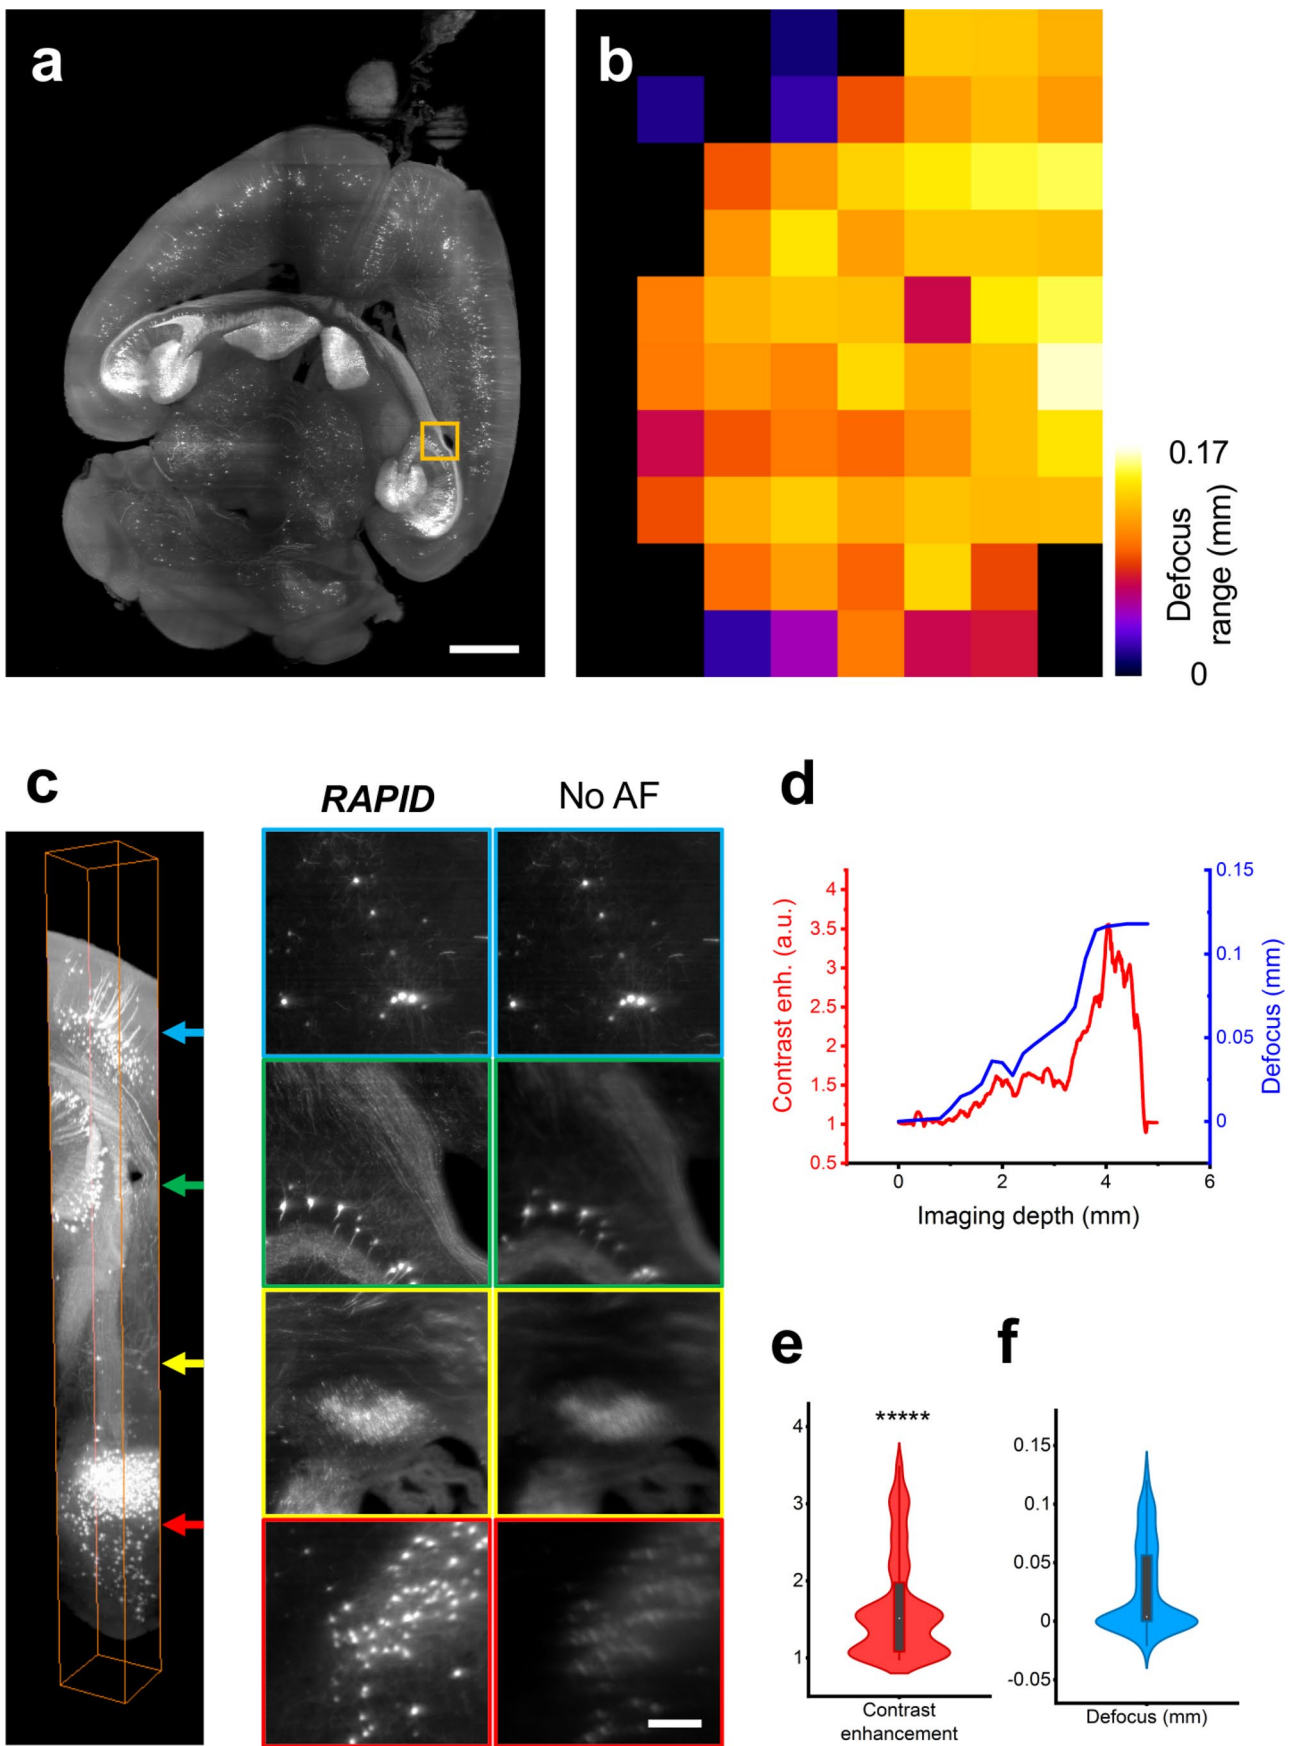 a
b
0.17
Defocus
range (mm)
0
c
RAPID
No AF
d
Contrast enh. (a.u.)
4
3.5
3
2.5
2
1.5
1
0.5
0.15
0.1
0.05
0
Defocus (mm)
0
2
4
6
Imaging depth (mm)
e
*****
4
3
2
1
Contrast
enhancement
f
0.15
0.1
0.05
0
-0.05
Defocus (mm)